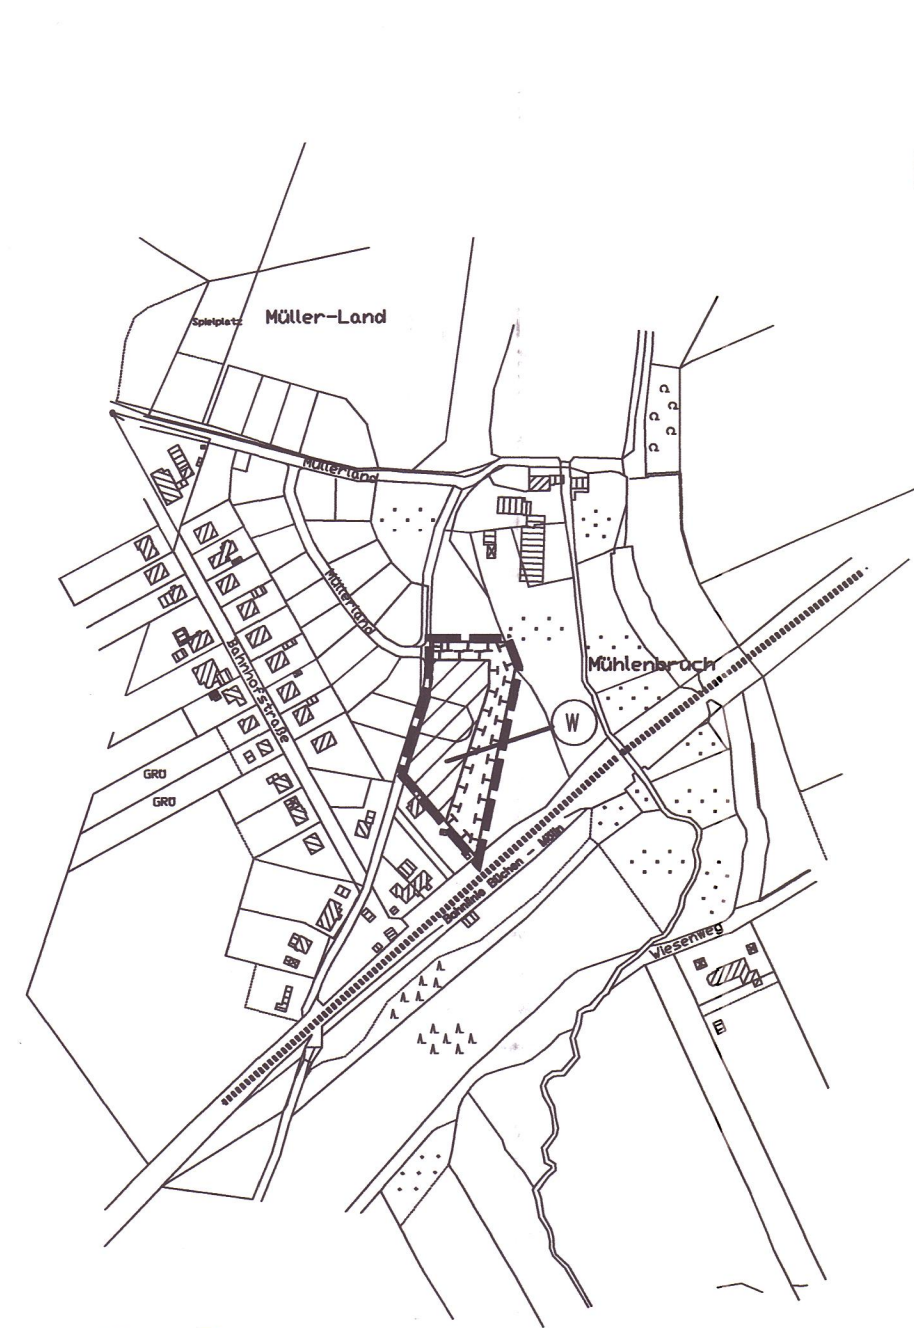 Spielplatz
Müller-Land
Müllerland
Müllerland
Bahnhofstraße
Mühlenbruch
W
GRÜ
GRÜ
Bahnlinie Büchen - Mölln
Wiesenweg